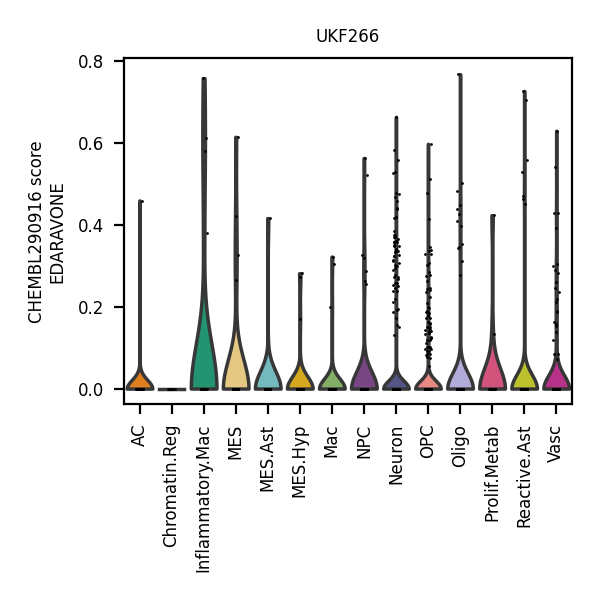 UKF266
CHEMBL290916 score
EDARAVONE
0.8
0.6
0.4
0.2
0.0
AC
Chromatin.Reg
Inflammatory.Mac
MES
MES.Ast
MES.Hyp
Mac
NPC
Neuron
OPC
Oligo
Prolif.Metab
Reactive.Ast
Vasc